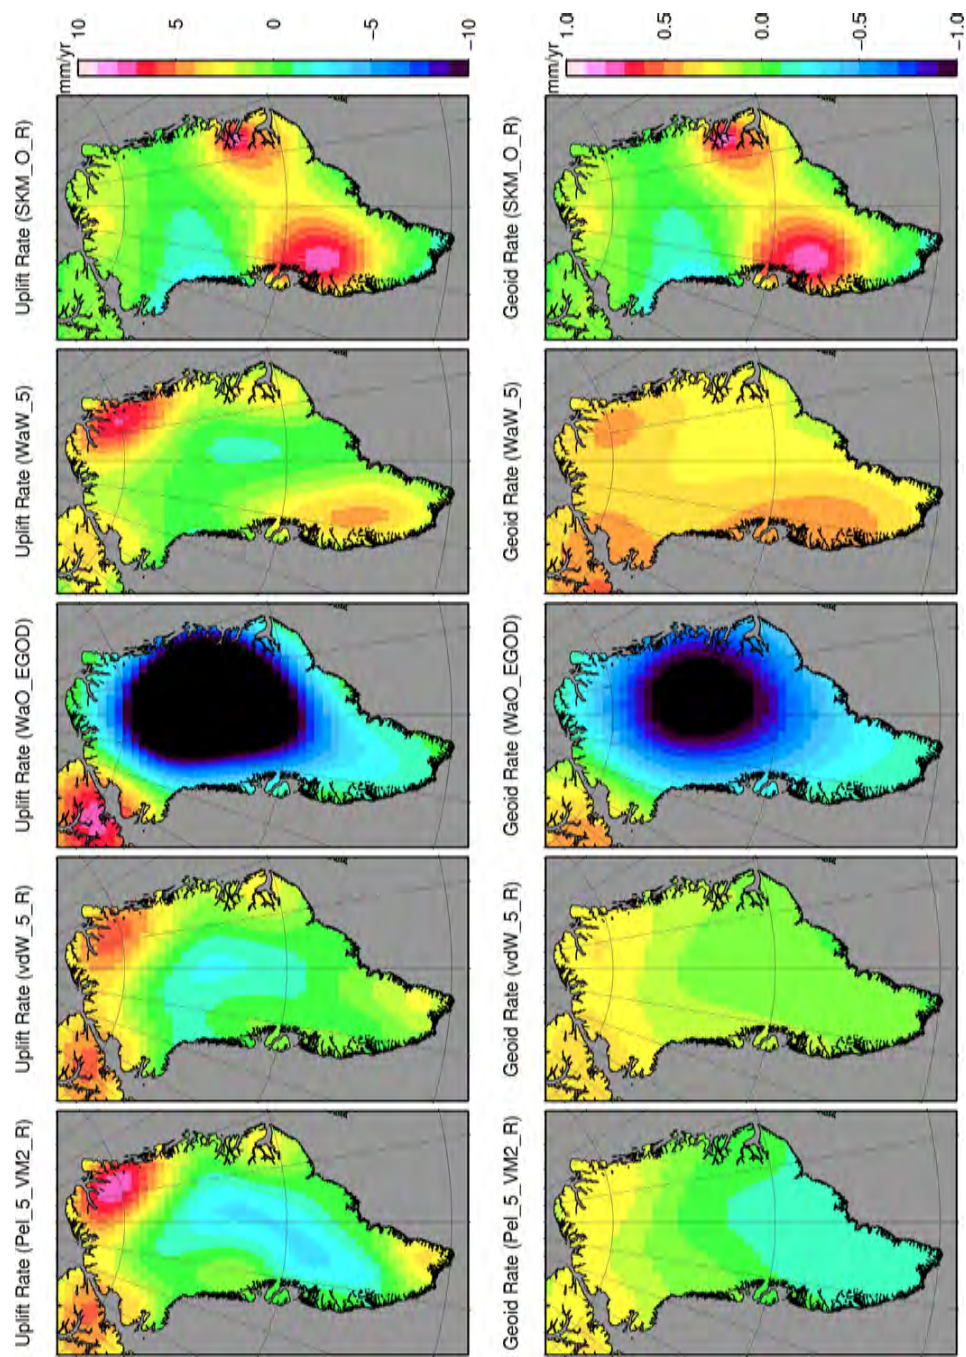 Uplift Rate (Pel_5_VM2_R)
Uplift Rate (vdW_5_R)
Uplift Rate (WaO_EGOD)
Uplift Rate (WaW_5)
Uplift Rate (SKM_O_R)
mm/yr
10
5
0
−5
−10
Geoid Rate (Pel_5_VM2_R)
Geoid Rate (vdW_5_R)
Geoid Rate (WaO_EGOD)
Geoid Rate (WaW_5)
Geoid Rate (SKM_O_R)
mm/yr
1.0
0.5
0.0
−0.5
−1.0